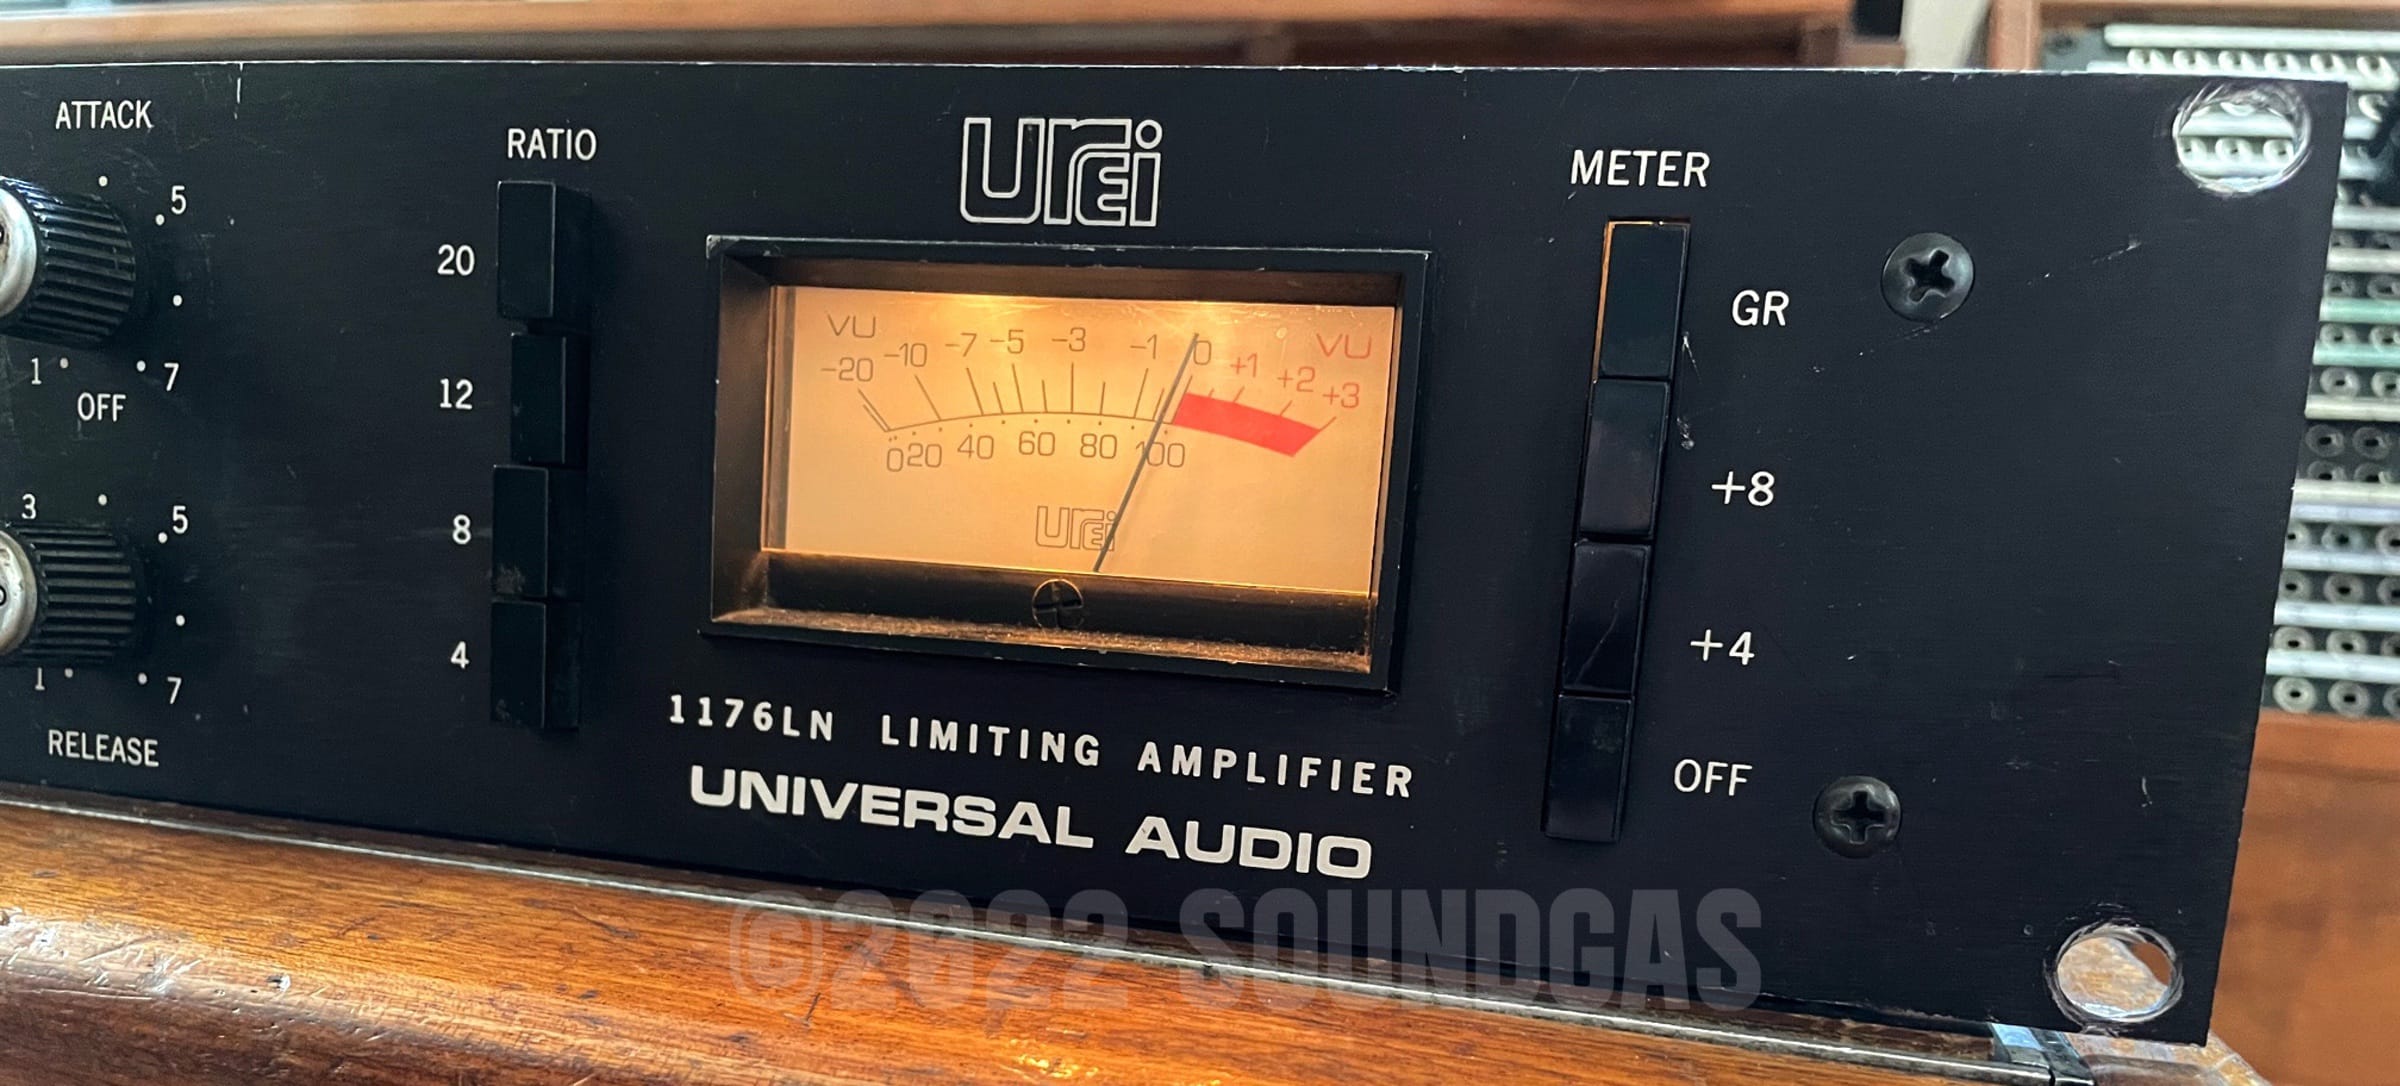 ATTACK
.5
1
7
OFF
3
.5
1
7
RELEASE
RATIO
20
12
8
4
urei
VU
-20 -10 -7 -5 -3 -1 0 +1 +2 +3
VU
0 20 40 60 80 100
urei
1176LN LIMITING AMPLIFIER
UNIVERSAL AUDIO
METER
GR
+8
+4
OFF
©2022 SOUNDGAS